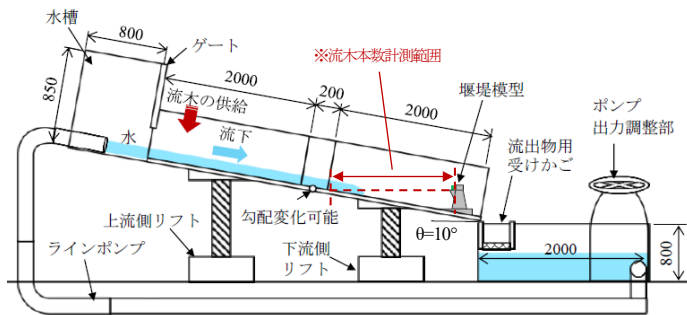 水槽
800
ゲート
850
2000
200
※流木本数計測範囲
2000
堰堤模型
ポンプ
出力調整部
流木の供給
水
流下
流出物用
受けかご
勾配変化可能
θ=10°
上流側リフト
ラインポンプ
下流側
リフト
2000
800